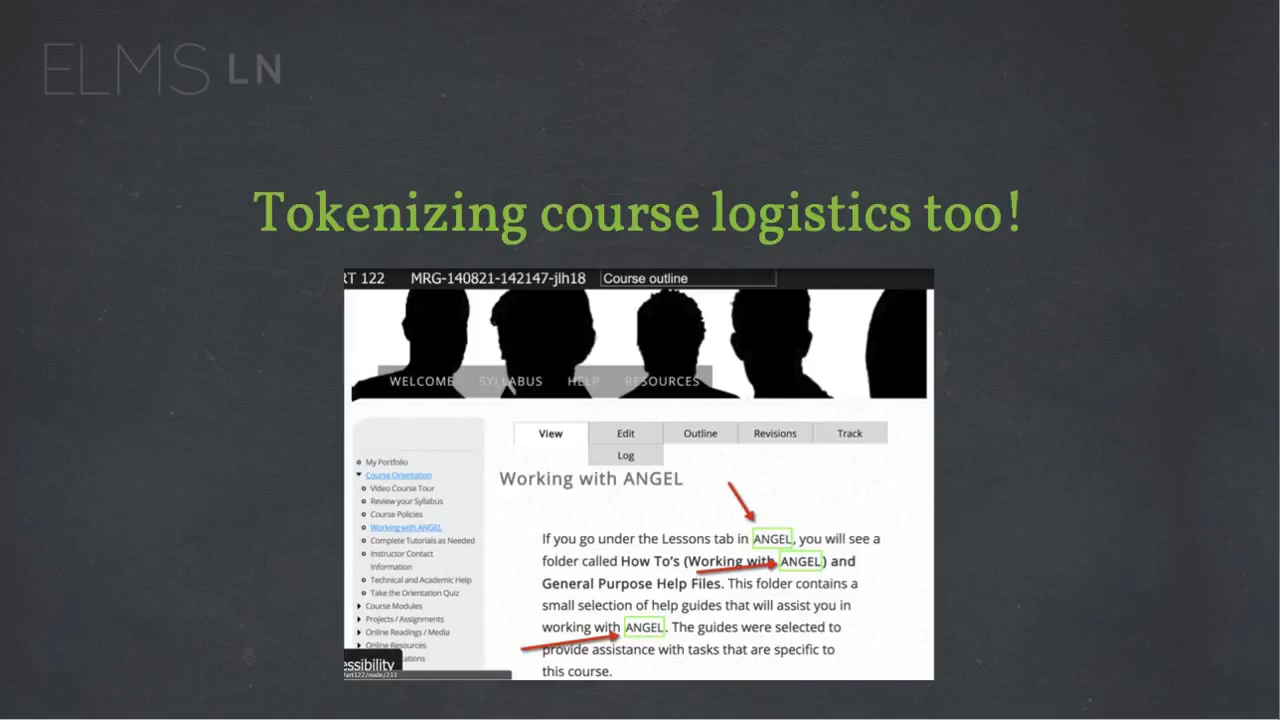 ELMS LN
Tokenizing course logistics too!
RT 122 MRG-140821-142147-jlh18 Course outline
WELCOME SYLLABUS HELP RESOURCES
View Edit Outline Revisions Track
Log
My Portfolio
Course Orientation
Video Course Tour
Review your Syllabus
Course Policies
Working with ANGEL
Complete Tutorials as Needed
Instructor Contact
Information
Technical and Academic Help
Take the Orientation Quiz
Course Modules
Projects / Assignments
Online Readings / Media
Online Resources
ations
essibility
/art122/node/233
Working with ANGEL
If you go under the Lessons tab in ANGEL, you will see a
folder called How To's (Working with ANGEL) and
General Purpose Help Files. This folder contains a
small selection of help guides that will assist you in
working with ANGEL. The guides were selected to
provide assistance with tasks that are specific to
this course.